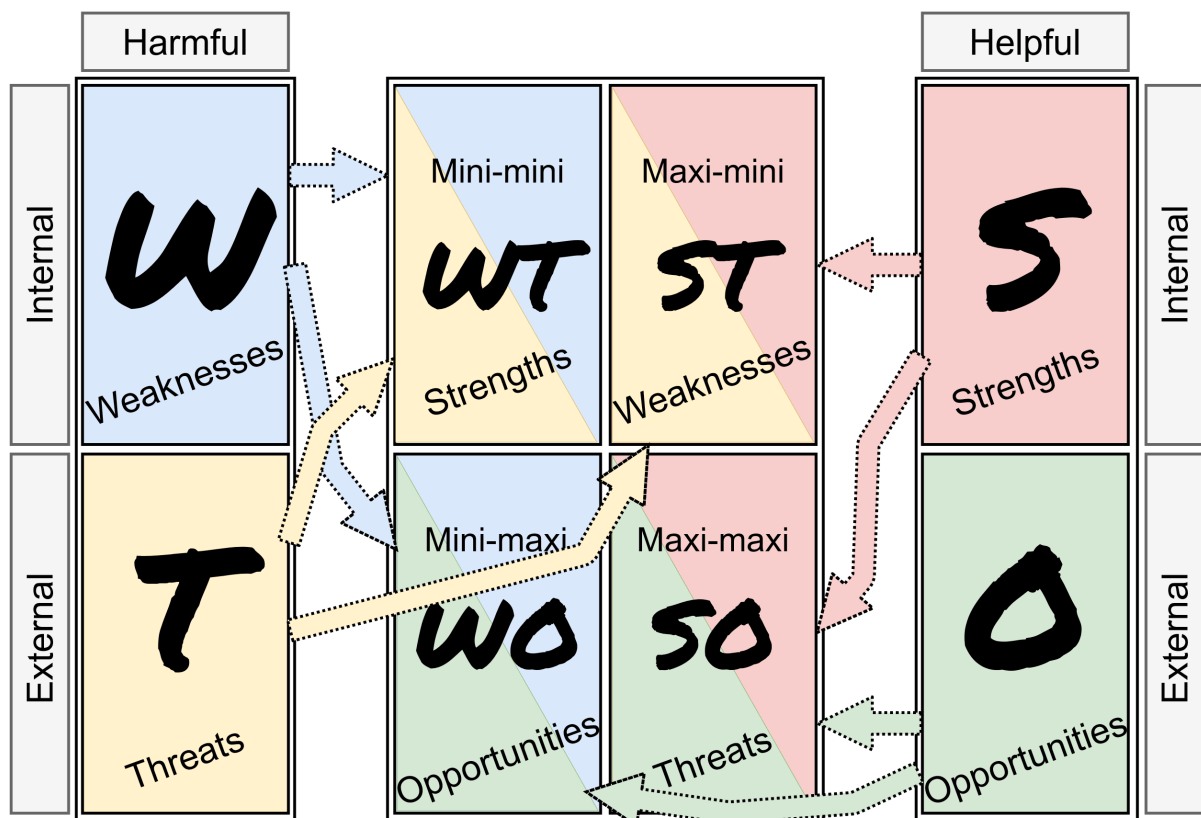 Harmful
Helpful
Internal
W
Weaknesses
Mini-mini
WT
Strengths
Maxi-mini
ST
Weaknesses
S
Strengths
Internal
External
T
Threats
Mini-maxi
WO
Opportunities
Maxi-maxi
SO
Threats
O
Opportunities
External